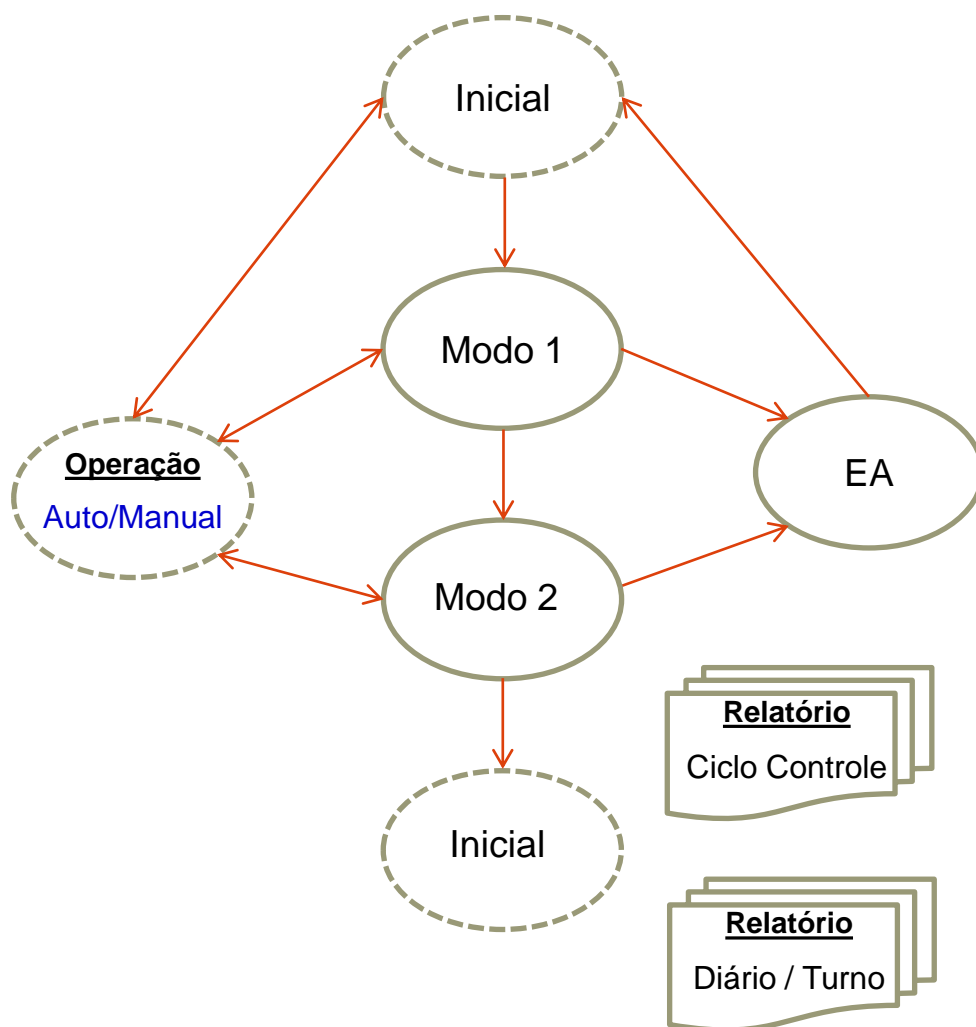 Inicial
Modo 1
Operação
Auto/Manual
EA
Modo 2
Relatório
Ciclo Controle
Inicial
Relatório
Diário / Turno